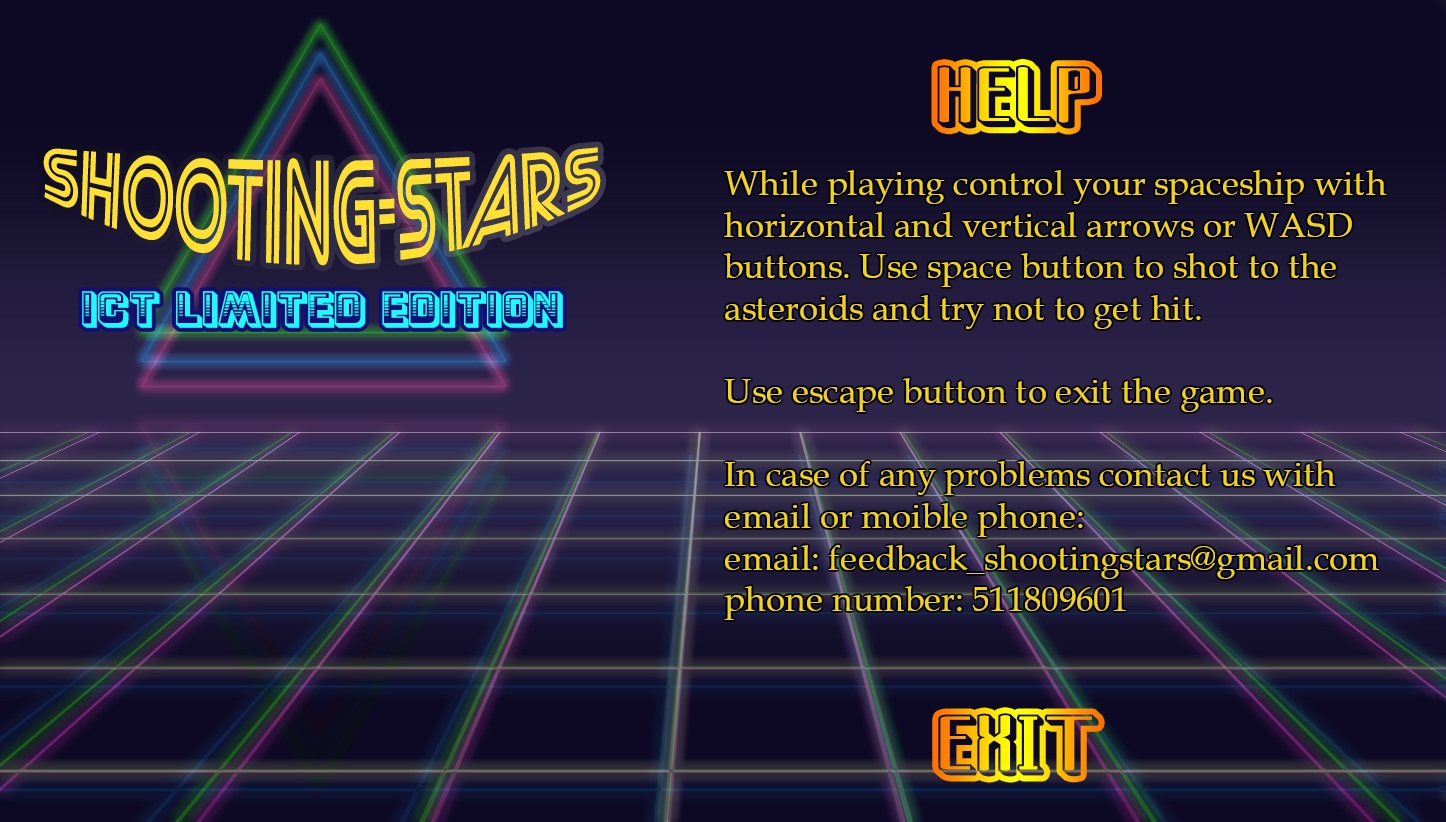 SHOOTING-STARS
ICT LIMITED EDITION
HELP
While playing control your spaceship with
horizontal and vertical arrows or WASD
buttons. Use space button to shot to the
asteroids and try not to get hit.
Use escape button to exit the game.
In case of any problems contact us with
email or moible phone:
email: feedback_shootingstars@gmail.com
phone number: 511809601
EXIT